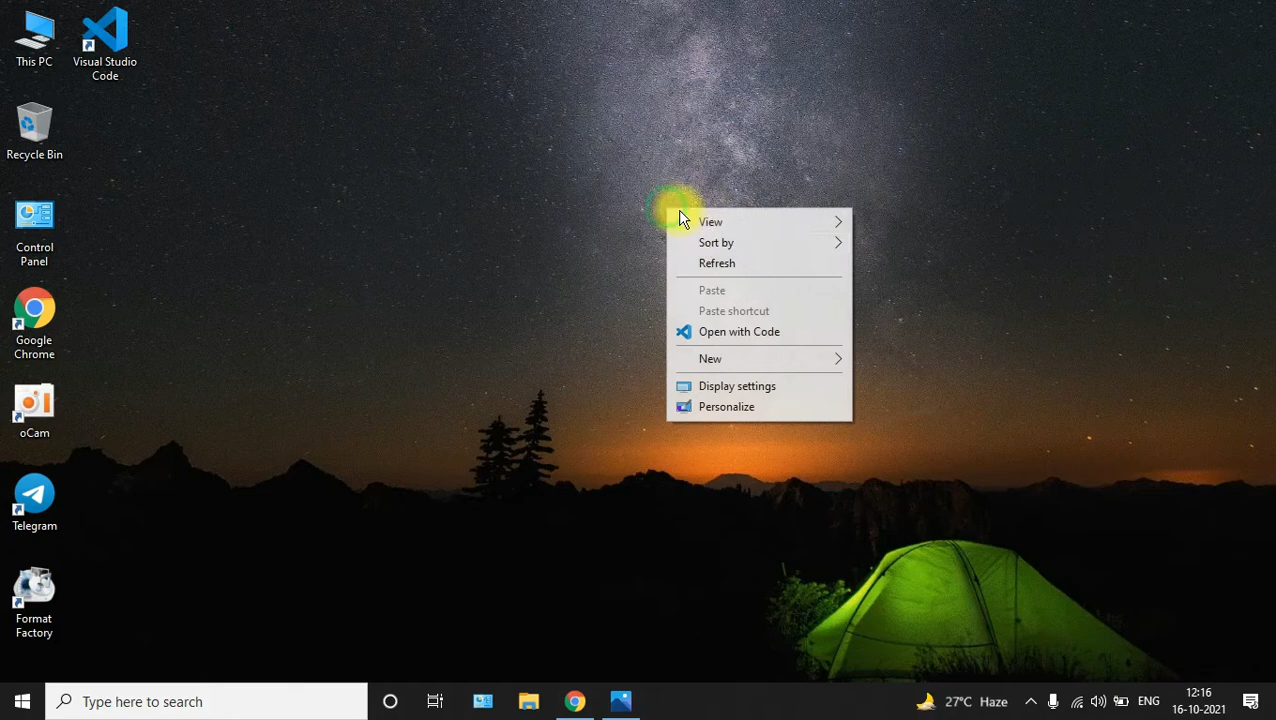 This PC
Visual Studio
Code
Recycle Bin
Control
Panel
Google
Chrome
oCam
Telegram
Format
Factory
View
Sort by
Refresh
Paste
Paste shortcut
Open with Code
New
Display settings
Personalize
Type here to search
27°C Haze
ENG
12:16
16-10-2021